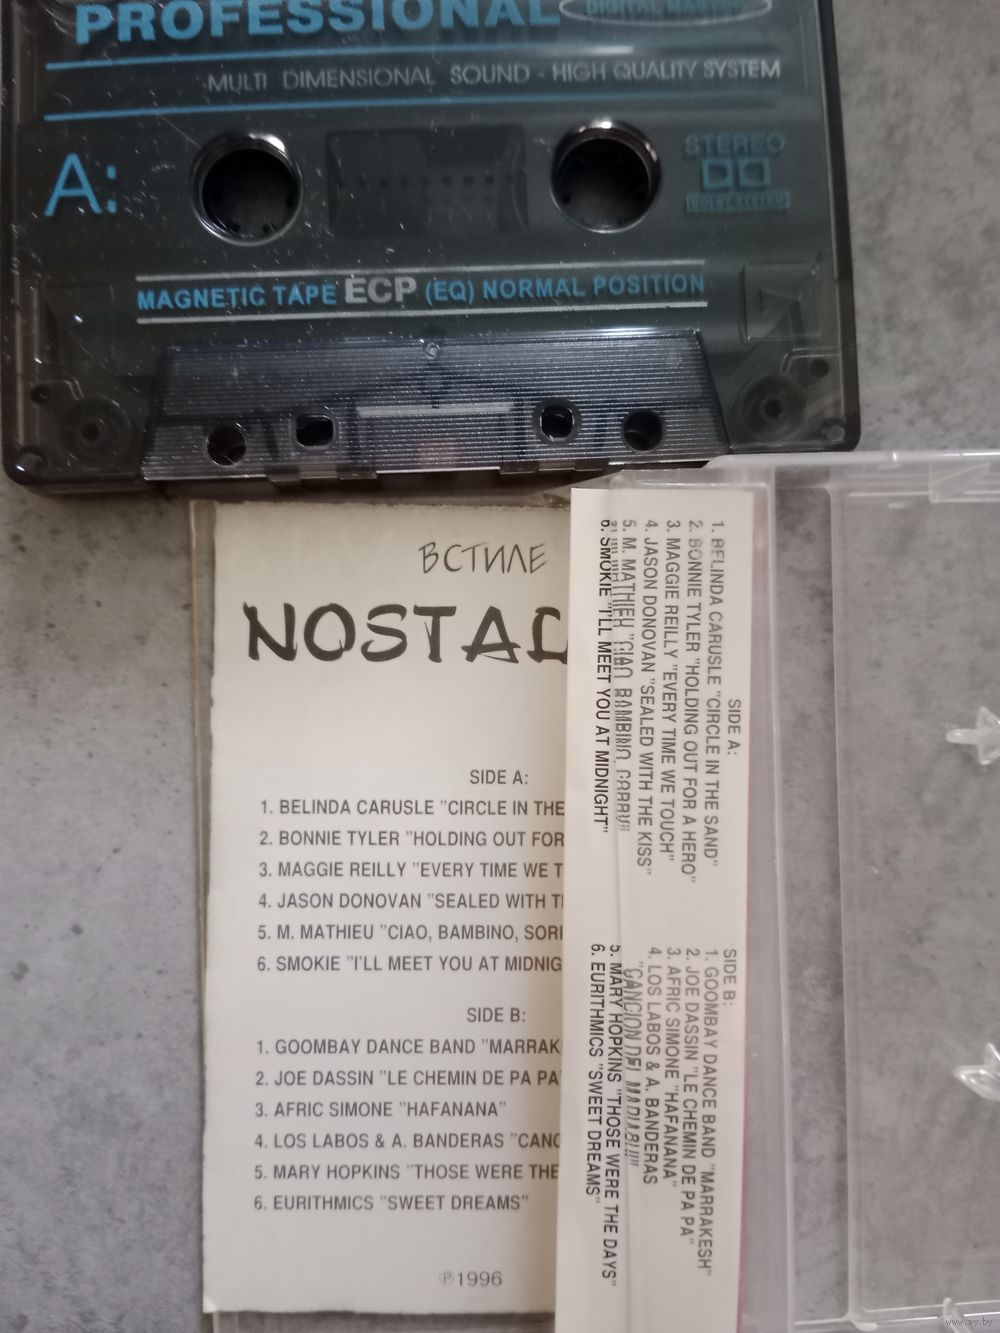 PROFESSIONAL
DIGITAL
MULTI DIMENSIONAL SOUND - HIGH QUALITY SYSTEM
A:
STEREO
DOLBY SYSTEM
MAGNETIC TAPE ECP (EQ) NORMAL POSITION
ВСТИЛЕ
NOSTAL
SIDE A:
1. BELINDA CARUSLE "CIRCLE IN THE
2. BONNIE TYLER "HOLDING OUT FOR
3. MAGGIE REILLY "EVERY TIME WE T
4. JASON DONOVAN "SEALED WITH T
5. M. MATHIEU "CIAO, BAMBINO, SORR
6. SMOKIE "I'LL MEET YOU AT MIDNIG
SIDE B:
1. GOOMBAY DANCE BAND "MARRAK
2. JOE DASSIN "LE CHEMIN DE PA PA
3. AFRIC SIMONE "HAFANANA"
4. LOS LABOS & A. BANDERAS "CANC
5. MARY HOPKINS "THOSE WERE THE
6. EURITHMICS "SWEET DREAMS"
℗1996
SIDE A:
1. BELINDA CARUSLE "CIRCLE IN THE SAND"
2. BONNIE TYLER "HOLDING OUT FOR A HERO"
3. MAGGIE REILLY "EVERY TIME WE TOUCH"
4. JASON DONOVAN "SEALED WITH THE KISS"
5. M. MATHIEU "CIAO, BAMBINO,
6. SMOKIE "I'LL MEET YOU AT MIDNIGHT"
SIDE B:
1. GOOMBAY DANCE BAND "MARRAKESH"
2. JOE DASSIN "LE CHEMIN DE PA PA"
3. AFRIC SIMONE "HAFANANA"
4. LOS LABOS & A. BANDERAS
"CANCION DEL
5. MARY HOPKINS "THOSE WERE THE DAYS"
6. EURITHMICS "SWEET DREAMS"
www.ay.by